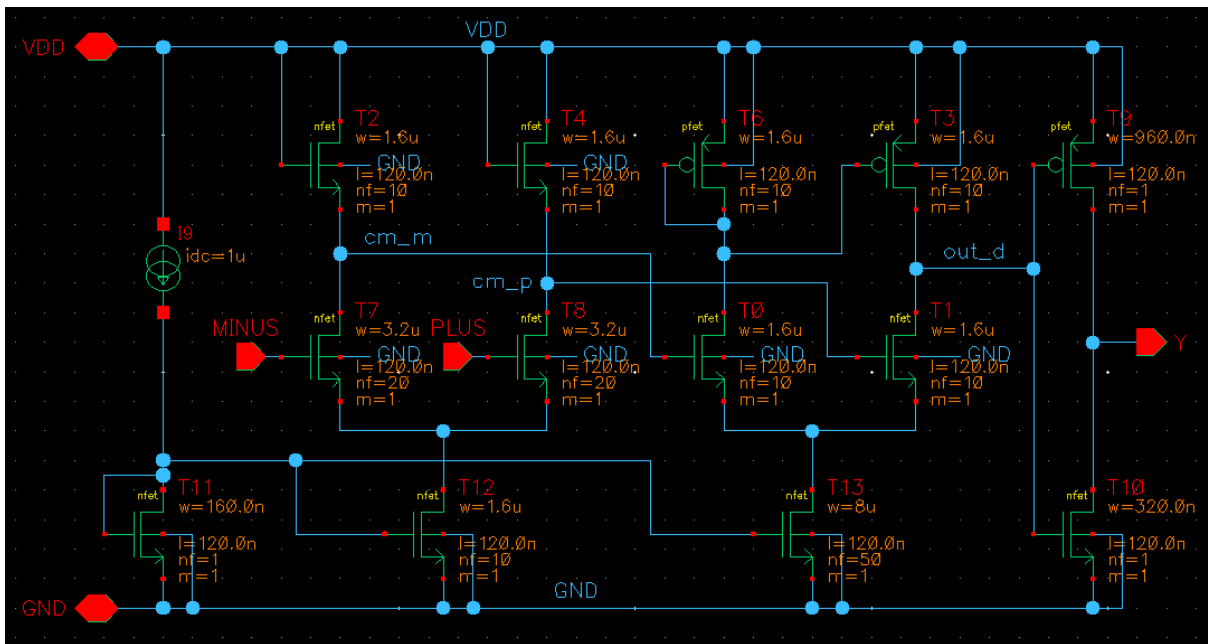 VDD
VDD
T2
nfet
w=1.6u
GND
l=120.0n
nf=10
m=1
T4
nfet
w=1.6u
GND
l=120.0n
nf=10
m=1
T6
pfet
w=1.6u
l=120.0n
nf=10
m=1
T3
pfet
w=1.6u
l=120.0n
nf=10
m=1
T9
pfet
w=960.0n
l=120.0n
nf=1
m=1
I9
idc=1u
cm_m
cm_p
out_d
MINUS
T7
nfet
w=3.2u
GND
l=120.0n
nf=20
m=1
PLUS
T8
nfet
w=3.2u
GND
l=120.0n
nf=20
m=1
T0
nfet
w=1.6u
GND
l=120.0n
nf=10
m=1
T1
nfet
w=1.6u
GND
l=120.0n
nf=10
m=1
Y
T11
nfet
w=160.0n
l=120.0n
nf=1
m=1
T12
nfet
w=1.6u
l=120.0n
nf=10
m=1
T13
nfet
w=8u
l=120.0n
nf=50
m=1
T10
nfet
w=320.0n
l=120.0n
nf=1
m=1
GND
GND